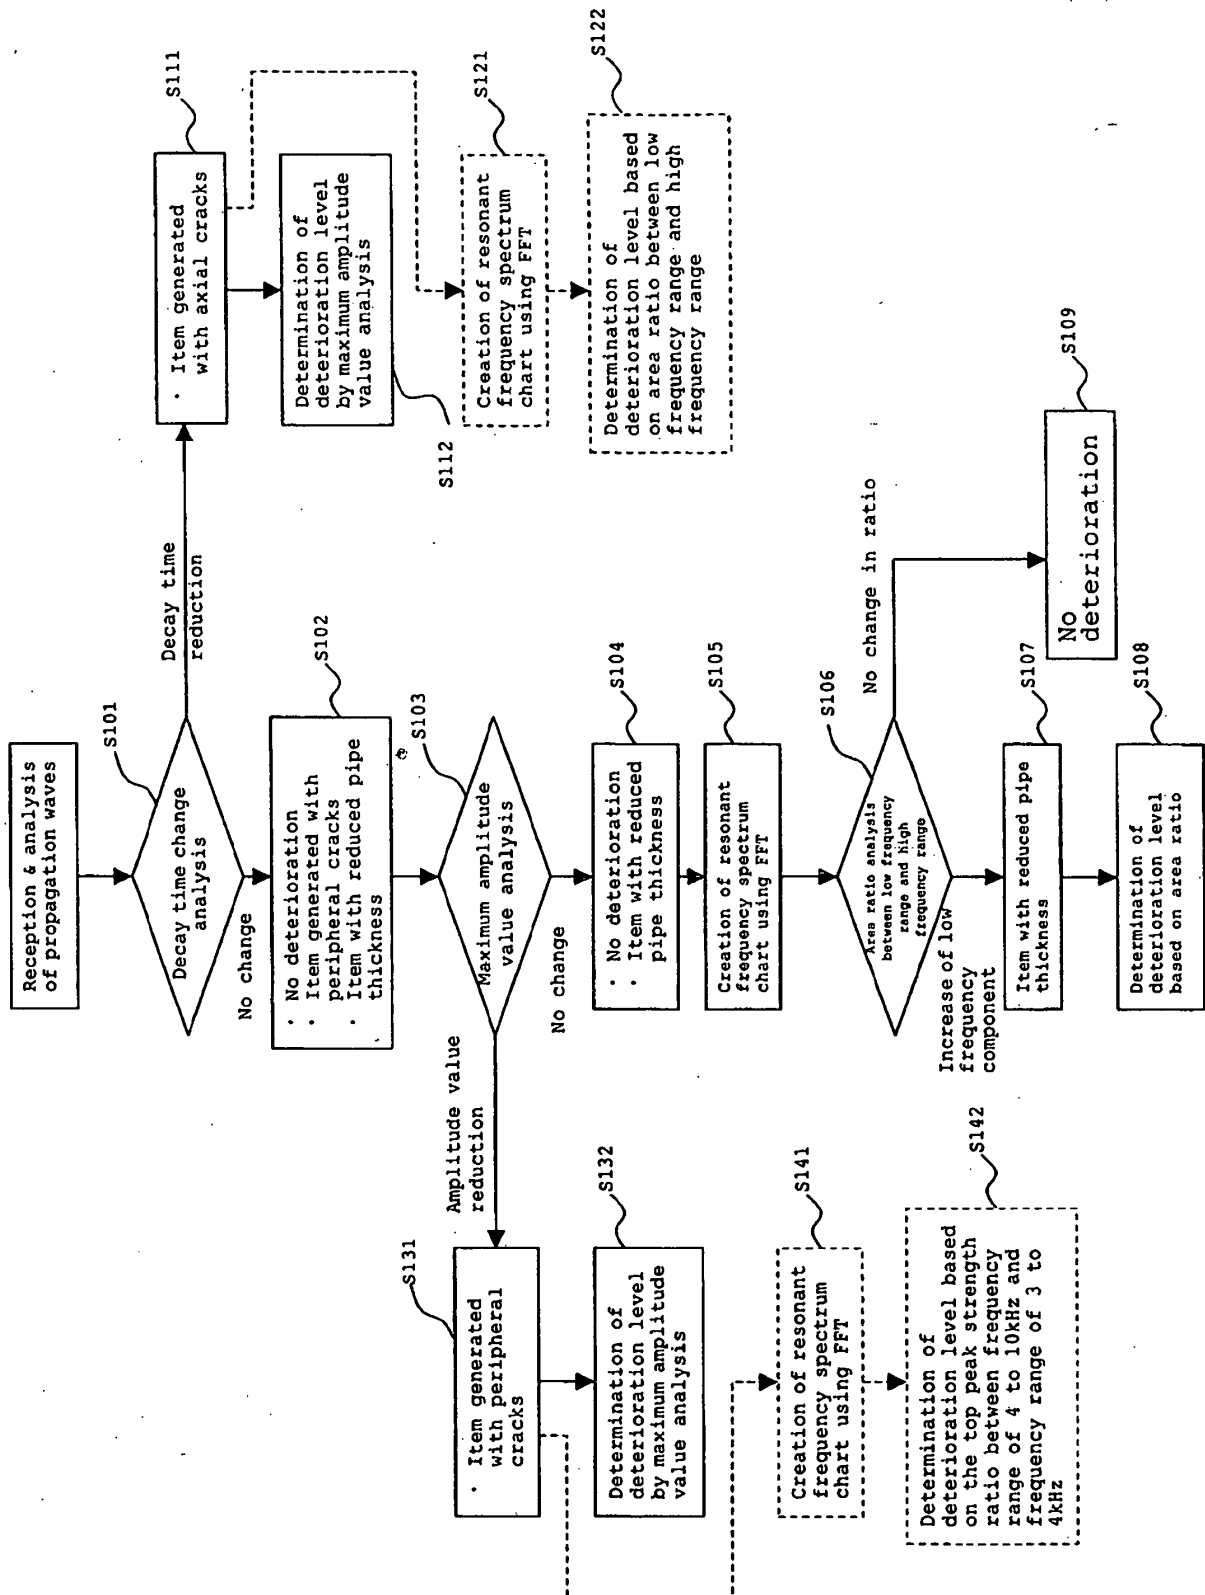 Reception & analysis
of propagation waves
S101
Decay time change
analysis
Decay time
reduction
No change
S111
· Item generated
with axial cracks
Determination of
deterioration level
by maximum amplitude
value analysis
S112
S121
Creation of resonant
frequency spectrum
chart using FFT
S122
Determination of
deterioration level based
on area ratio between low
frequency range and high
frequency range
S102
· No deterioration
· Item generated with
peripheral cracks
· Item with reduced pipe
thickness
S103
Maximum amplitude
value analysis
Amplitude value
reduction
No change
S131
· Item generated
with peripheral
cracks
S132
Determination of
deterioration level
by maximum amplitude
value analysis
S141
Creation of resonant
frequency spectrum
chart using FFT
S142
Determination of
deterioration level based
on the top peak strength
ratio between frequency
range of 4 to 10kHz and
frequency range of 3 to
4kHz
S104
· No deterioration
· Item with reduced
pipe thickness
S105
Creation of resonant
frequency spectrum
chart using FFT
S106
Area ratio analysis
between low frequency
range and high
frequency range
No change in ratio
Increase of low
frequency
component
S109
No
deterioration
S107
Item with reduced pipe
thickness
S108
Determination of
deterioration level
based on area ratio